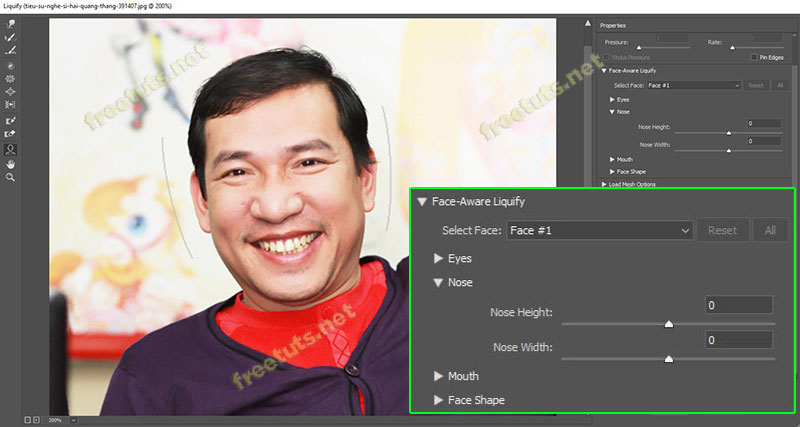 Liquify (tieu-su-nghe-si-hai-quang-thang-391407.jpg @ 200%)
Properties
Pressure:
Rate:
Stylus Pressure
Pin Edges
Face-Aware Liquify
Select Face: Face #1 Reset All
Eyes
Nose
Nose Height: 0
Nose Width: 0
Mouth
Face Shape
Load Mesh Options
freetuts.net
freetuts.net
freetuts.net
Face-Aware Liquify
Select Face: Face #1 Reset All
Eyes
Nose
Nose Height: 0
Nose Width: 0
Mouth
Face Shape
200%